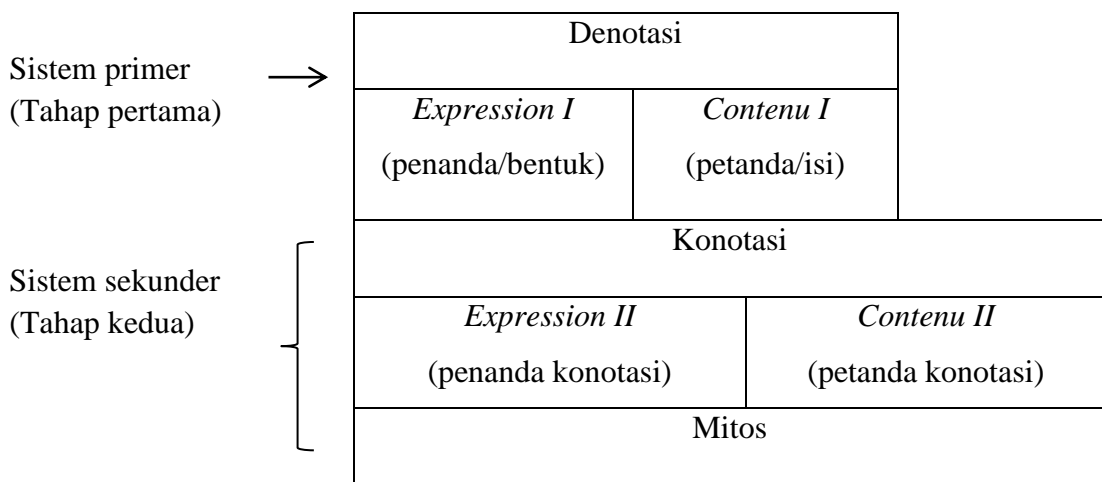 Denotasi
Sistem primer
(Tahap pertama)
Expression I
(penanda/bentuk)
Contenu I
(petanda/isi)
Konotasi
Sistem sekunder
(Tahap kedua)
Expression II
(penanda konotasi)
Contenu II
(petanda konotasi)
Mitos